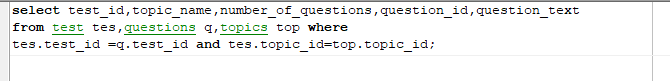 select test_id,topic_name,number_of_questions,question_id,question_text
from test tes,questions q,topics top where
tes.test_id =q.test_id and tes.topic_id=top.topic_id;